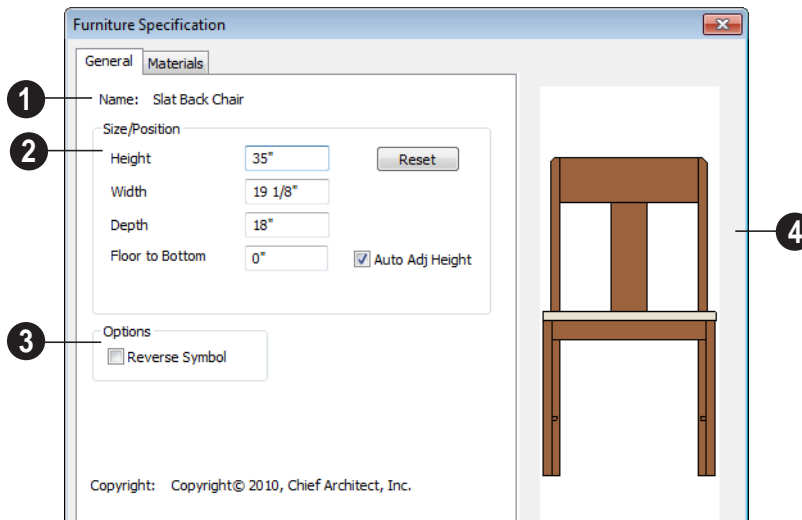 Furniture Specification
General Materials
1 Name: Slat Back Chair
2 Size/Position
Height 35" Reset
Width 19 1/8"
Depth 18"
Floor to Bottom 0" Auto Adj Height
4
3 Options
Reverse Symbol
Copyright: Copyright© 2010, Chief Architect, Inc.